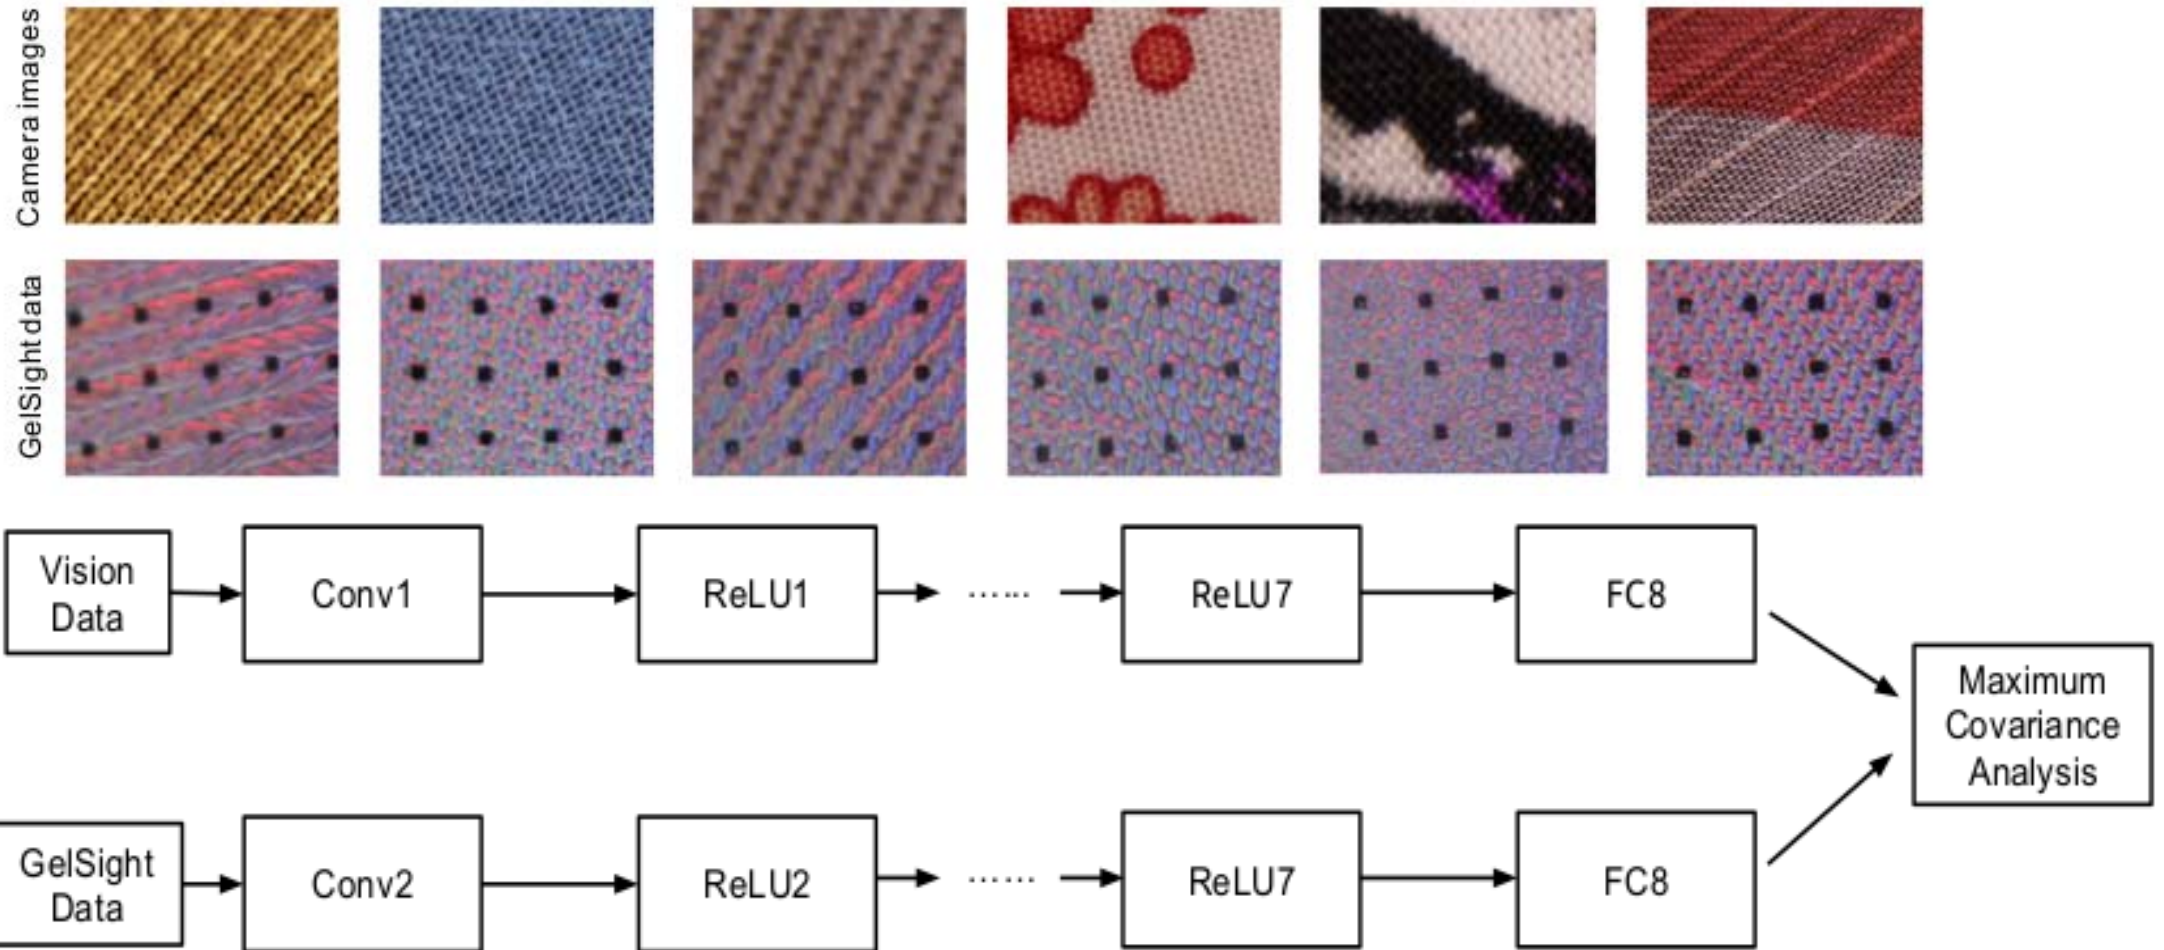 Camera images
GelSight data
Vision
Data
Conv1
ReLU1
......
ReLU7
FC8
Maximum
Covariance
Analysis
GelSight
Data
Conv2
ReLU2
......
ReLU7
FC8